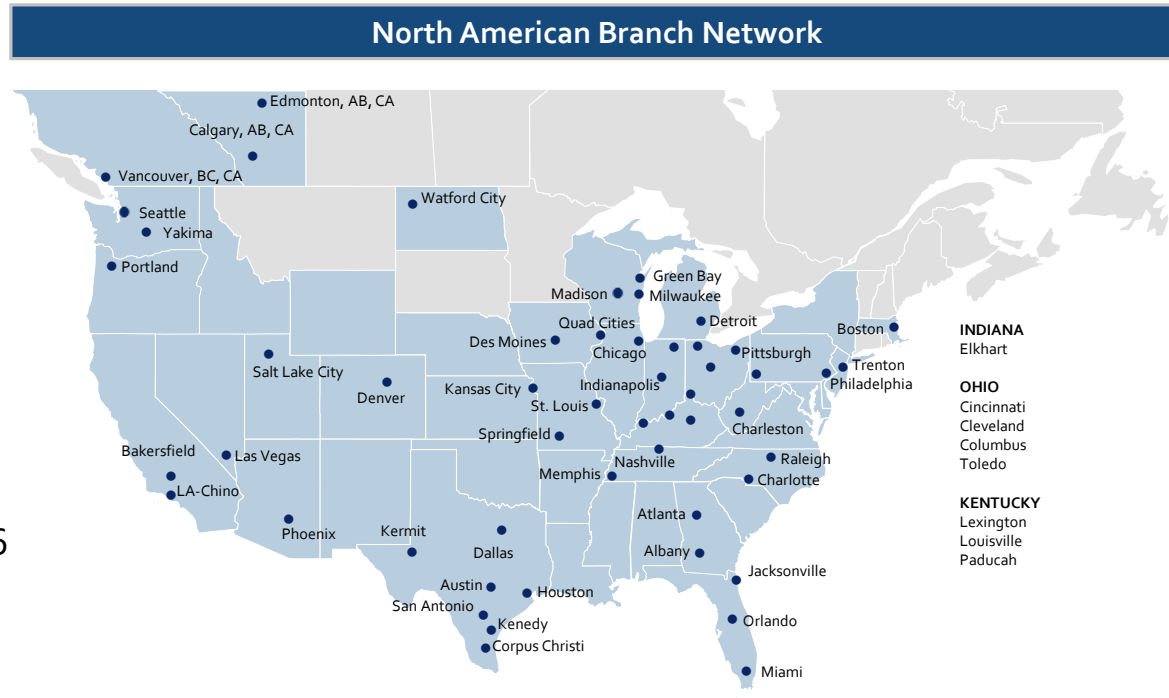 North American Branch Network
Edmonton, AB, CA
Calgary, AB, CA
Vancouver, BC, CA
Watford City
Seattle
Yakima
Portland
Green Bay
Madison
Milwaukee
Quad Cities
Detroit
Boston
Des Moines
Chicago
Pittsburgh
Trenton
Salt Lake City
Philadelphia
Denver
Kansas City
Indianapolis
St. Louis
Charleston
Springfield
Bakersfield
Las Vegas
Nashville
Raleigh
Memphis
Charlotte
LA-Chino
Atlanta
Phoenix
Kermit
Dallas
Albany
Jacksonville
Austin
Houston
San Antonio
Orlando
Kenedy
Corpus Christi
Miami
INDIANA
Elkhart
OHIO
Cincinnati
Cleveland
Columbus
Toledo
KENTUCKY
Lexington
Louisville
Paducah
6